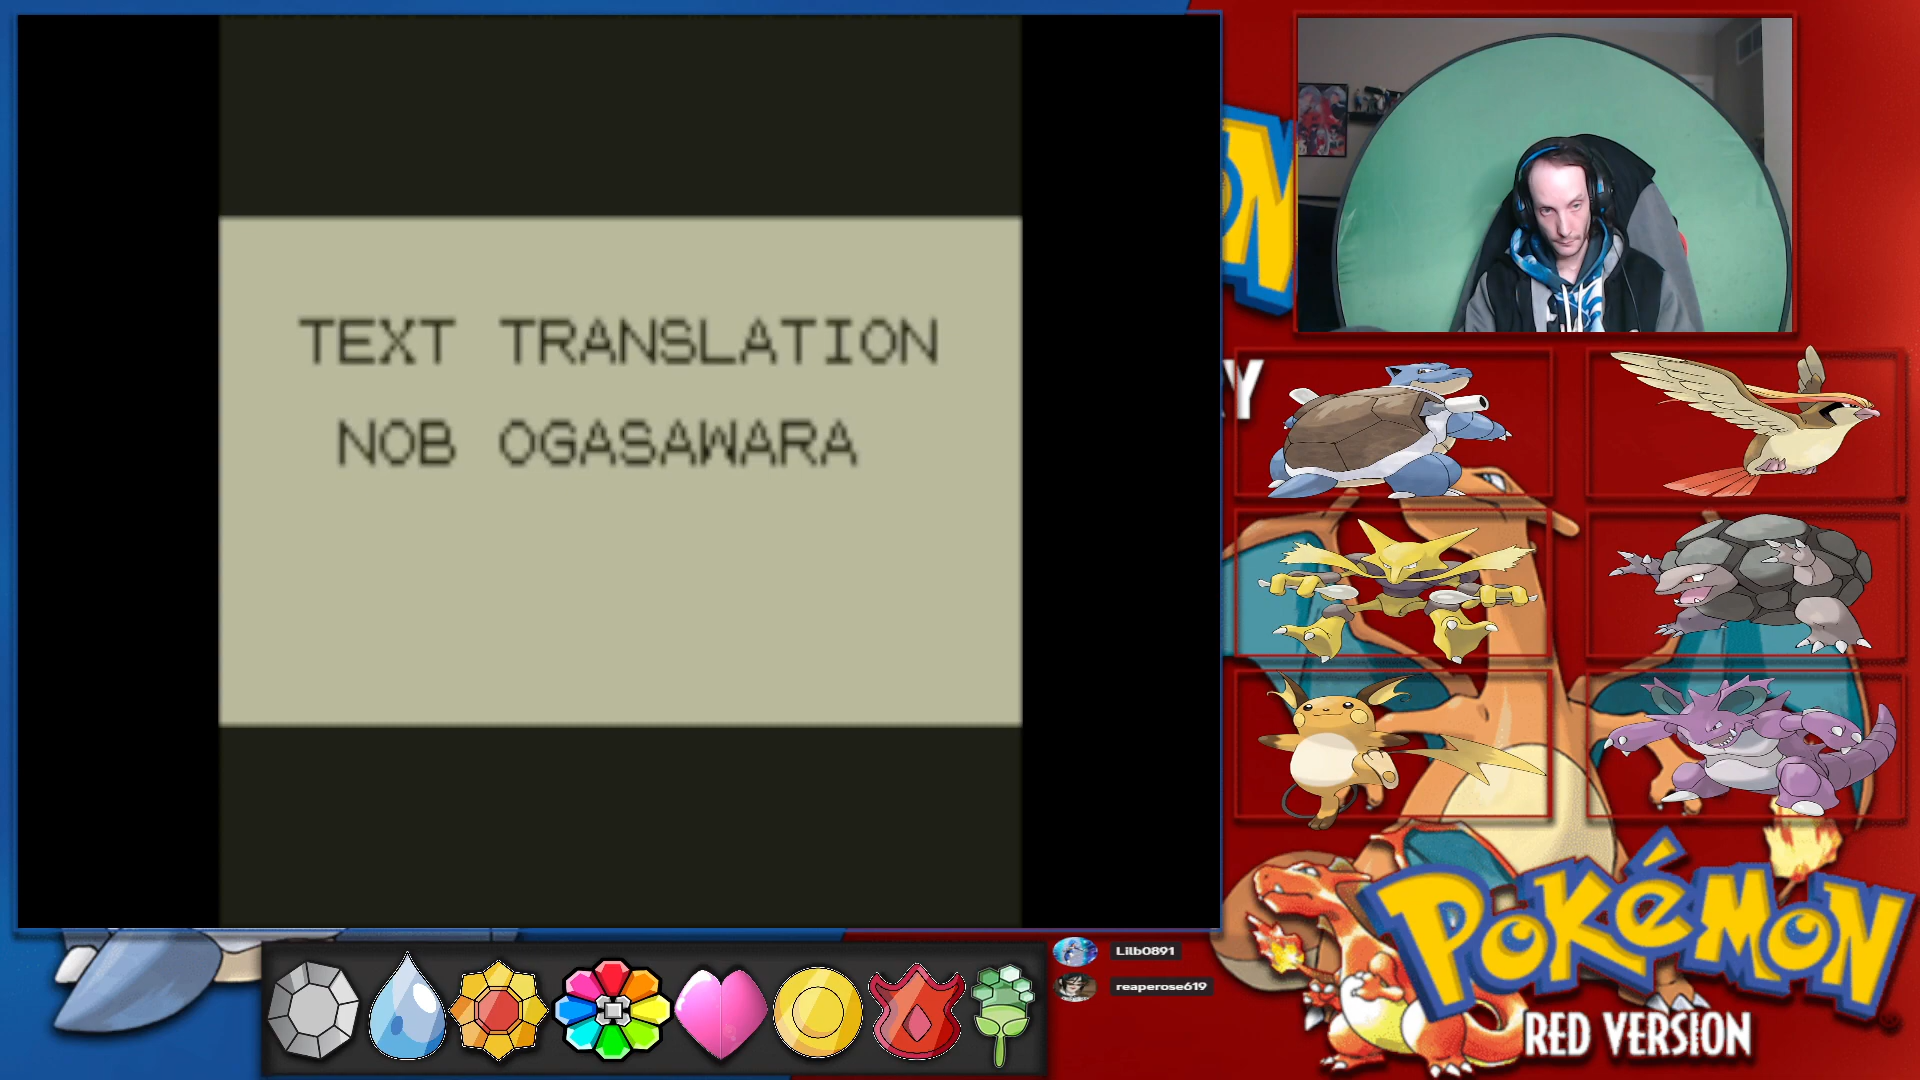 TEXT TRANSLATION
NOB OGASAWARA
Lilb0891
reaperose619
POKéMON
RED VERSION